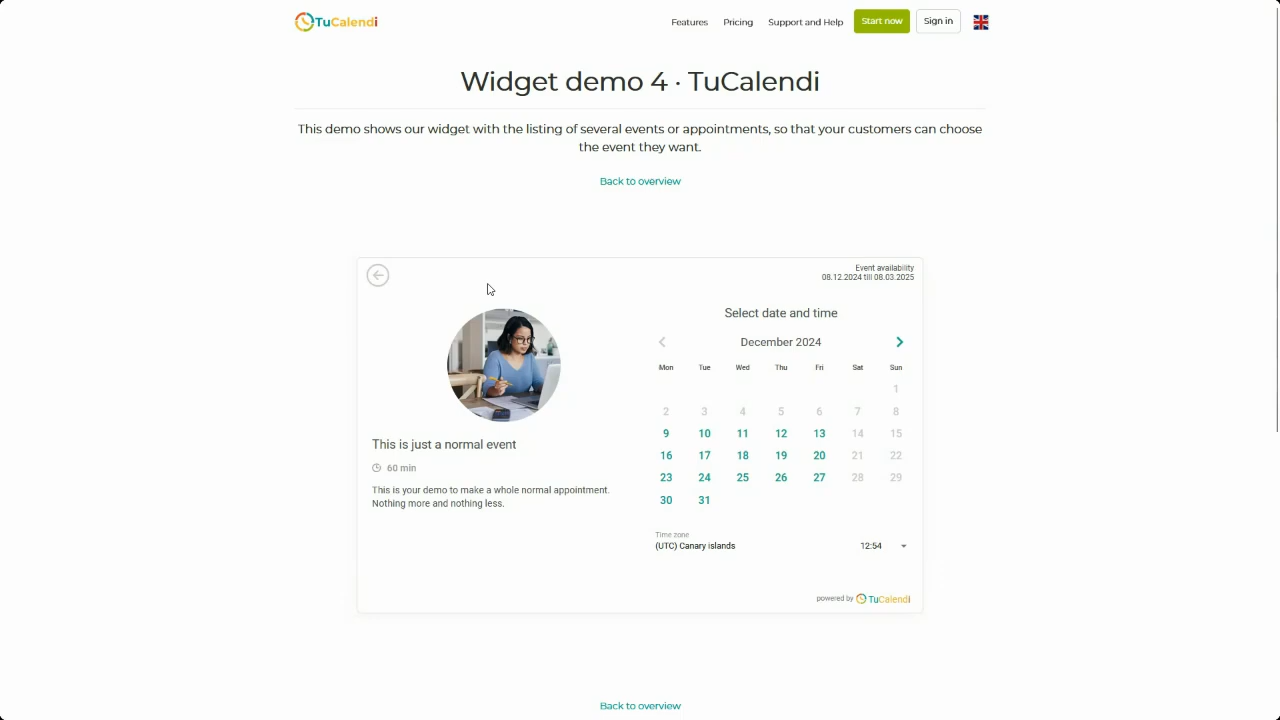 TuCalendi
Features Pricing Support and Help Start now Sign in
Widget demo 4 · TuCalendi
This demo shows our widget with the listing of several events or appointments, so that your customers can choose
the event they want.
Back to overview
Event availability
08.12.2024 till 08.03.2025
This is just a normal event
60 min
This is your demo to make a whole normal appointment.
Nothing more and nothing less.
Select date and time
December 2024
Mon Tue Wed Thu Fri Sat Sun
1
2 3 4 5 6 7 8
9 10 11 12 13 14 15
16 17 18 19 20 21 22
23 24 25 26 27 28 29
30 31
Time zone
(UTC) Canary islands 12:54
powered by TuCalendi
Back to overview